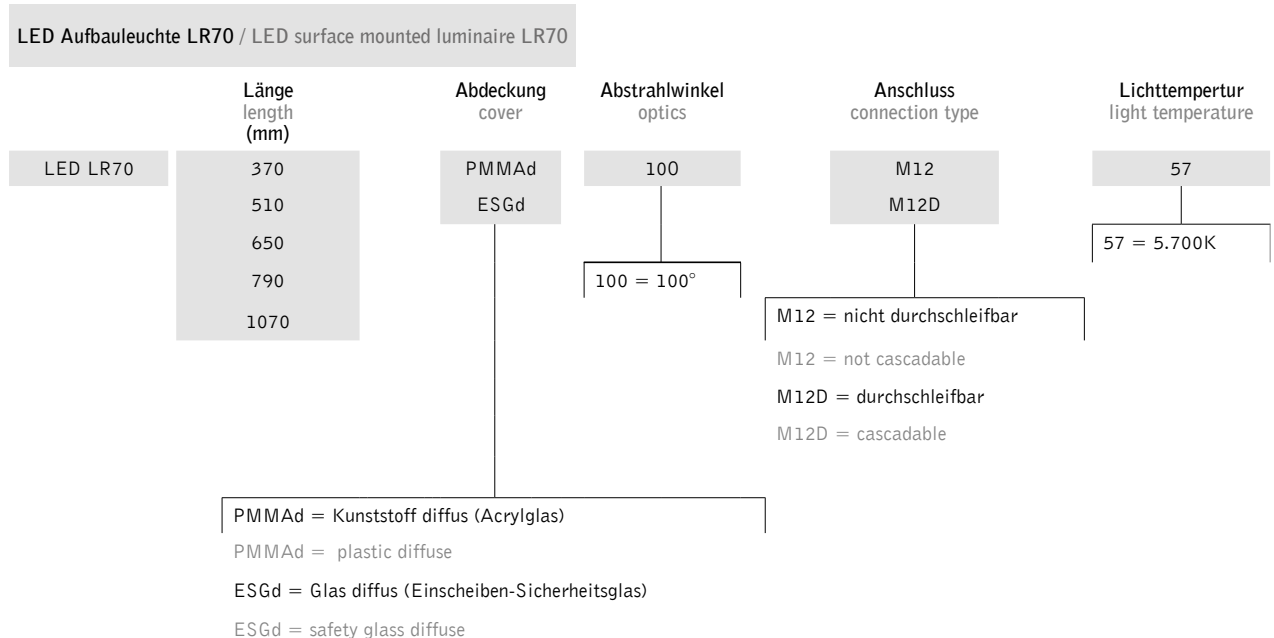 LED Aufbauleuchte LR70 / LED surface mounted luminaire LR70
Länge Abdeckung Abstrahlwinkel Anschluss Lichttempertur
length cover optics connection type light temperature
(mm)
LED LR70 370 PMMAd 100 M12 57
510 ESGd M12D
650 57 = 5.700K
790 100 = 100°
1070 M12 = nicht durchschleifbar
M12 = not cascadable
M12D = durchschleifbar
M12D = cascadable
PMMAd = Kunststoff diffus (Acrylglas)
PMMAd = plastic diffuse
ESGd = Glas diffus (Einscheiben-Sicherheitsglas)
ESGd = safety glass diffuse